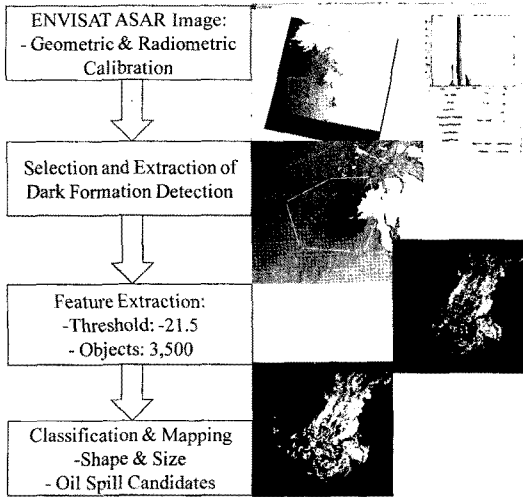 ENVISAT ASAR Image:
- Geometric & Radiometric
Calibration
Selection and Extraction of
Dark Formation Detection
Feature Extraction:
-Threshold: -21.5
- Objects: 3,500
Classification & Mapping
-Shape & Size
- Oil Spill Candidates